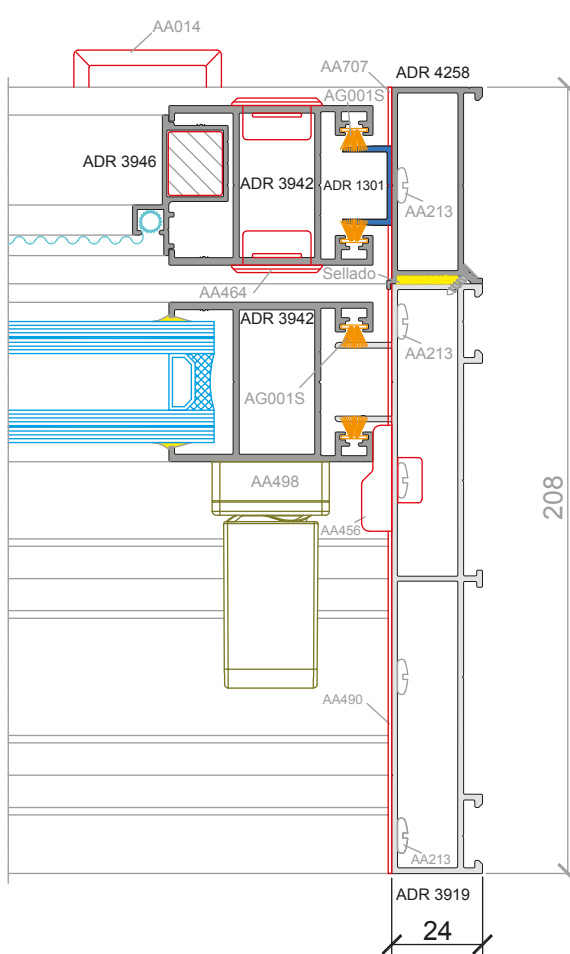 AA014
AA707
ADR 4258
AG001S
ADR 3946
ADR 3942
ADR 1301
AA213
Sellado
AA464
ADR 3942
AA213
AG001S
AA498
208
AA456
AA490
AA213
ADR 3919
24